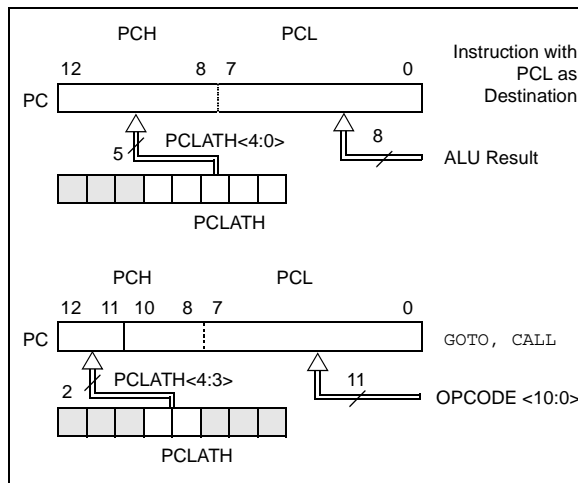 PCH PCL
12 8 7 0
Instruction with
PCL as
Destination
PC
5 PCLATH<4:0>
8
ALU Result
PCLATH
PCH PCL
12 11 10 8 7 0
PC
GOTO, CALL
2 PCLATH<4:3>
11
OPCODE <10:0>
PCLATH